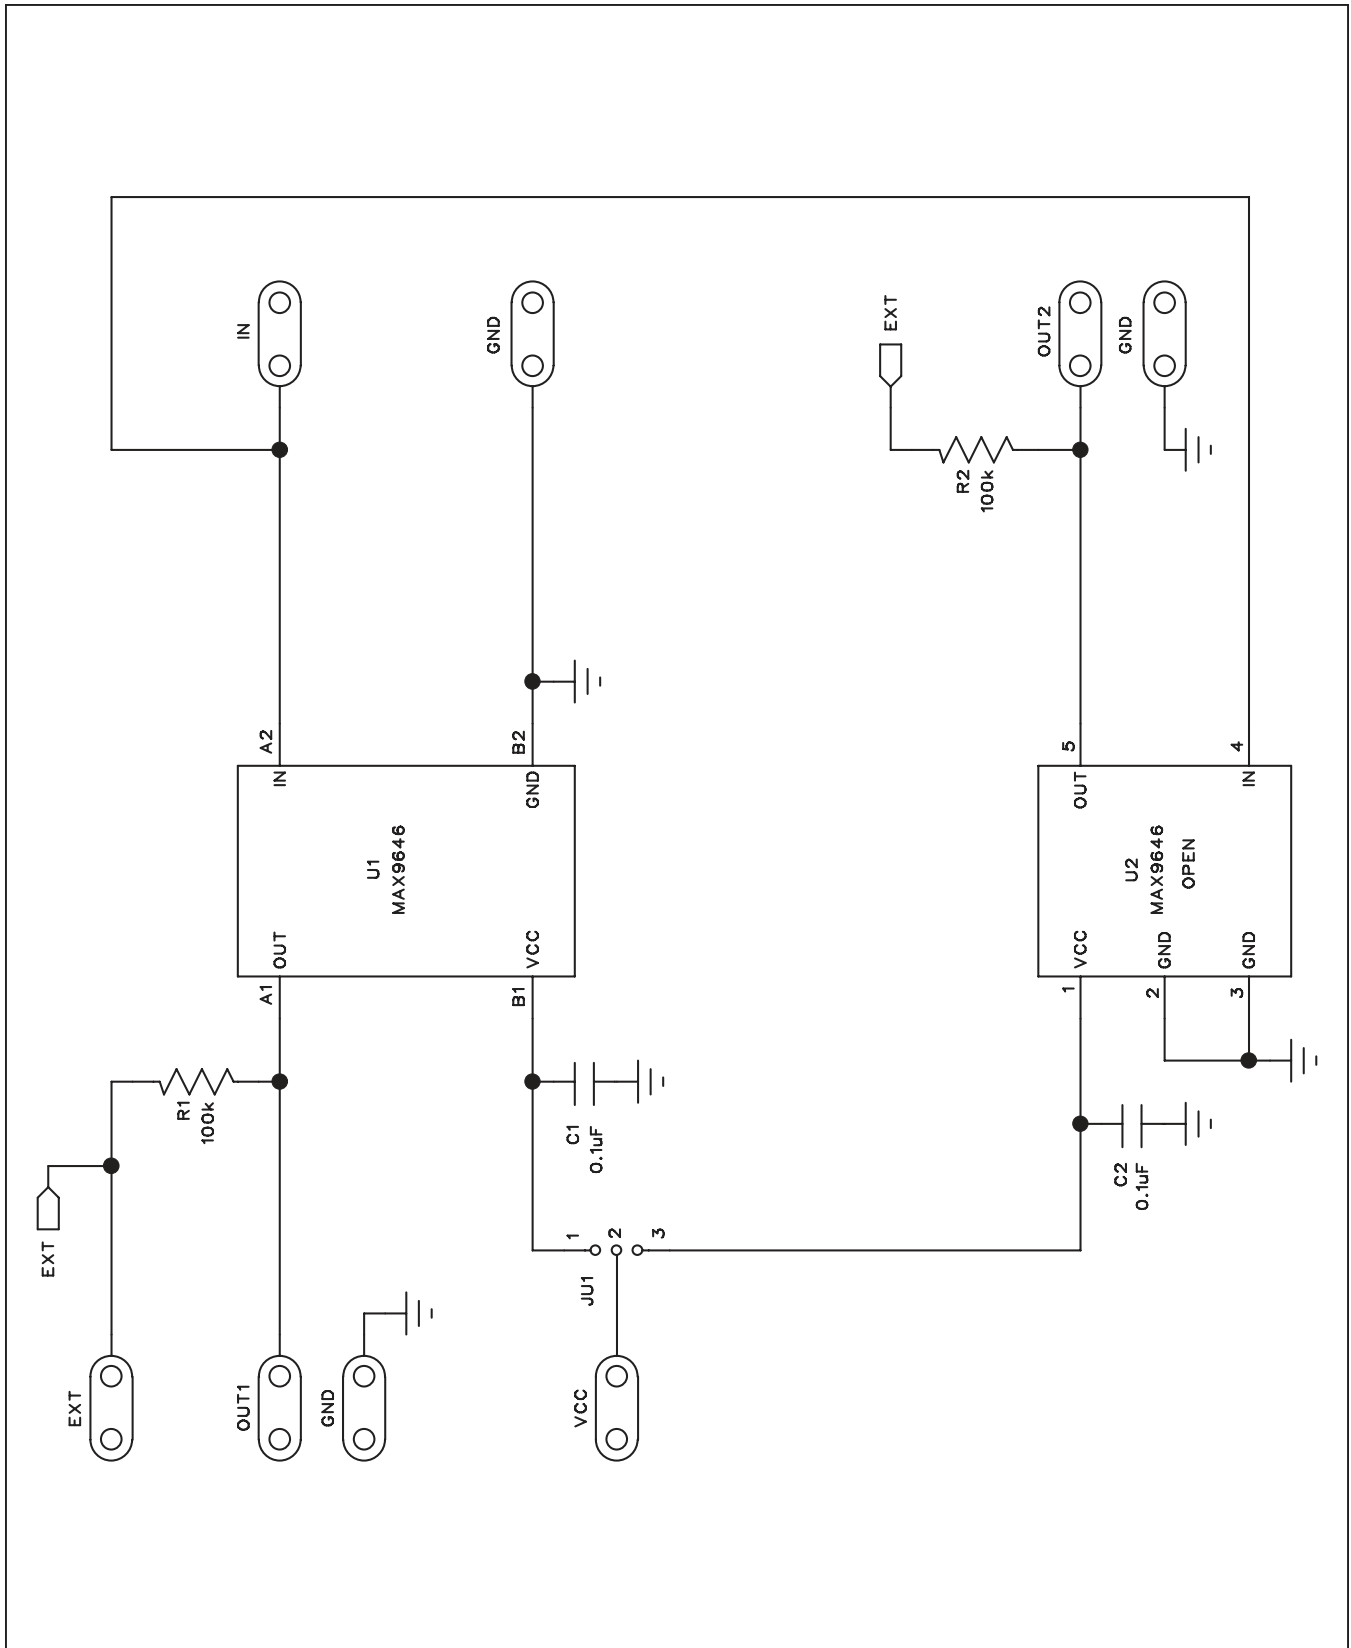 EXT
EXT
R1
100k
OUT1
GND
A1
OUT
U1
MAX9646
IN
A2
IN
B1
VCC
GND
B2
GND
C1
0.1uF
VCC
JU1
1
2
3
EXT
R2
100k
OUT2
GND
C2
0.1uF
1
VCC
2
GND
3
GND
U2
MAX9646
OPEN
OUT
5
IN
4